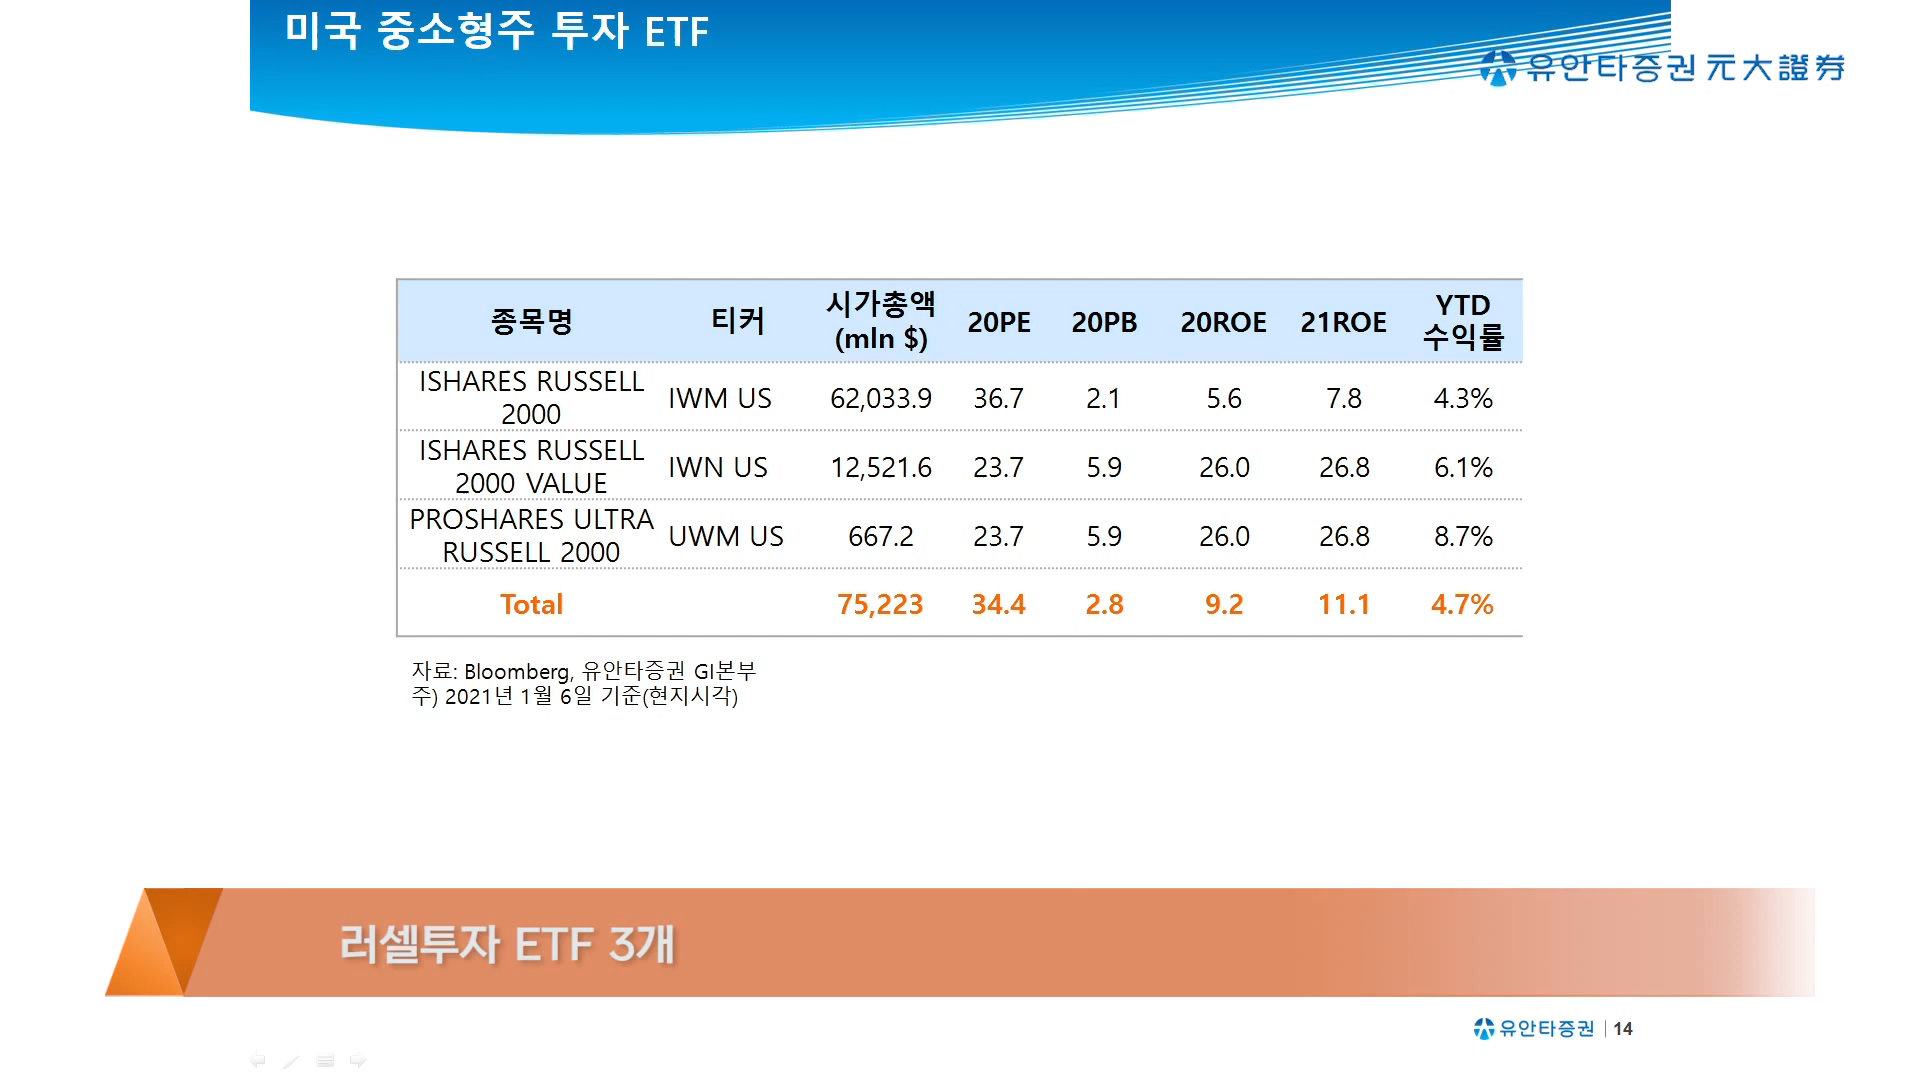 미국 중소형주 투자 ETF
유안타증권 元大證券
종목명 티커 시가총액 (mln $) 20PE 20PB 20ROE 21ROE YTD 수익률
ISHARES RUSSELL 2000 IWM US 62,033.9 36.7 2.1 5.6 7.8 4.3%
ISHARES RUSSELL 2000 VALUE IWN US 12,521.6 23.7 5.9 26.0 26.8 6.1%
PROSHARES ULTRA RUSSELL 2000 UWM US 667.2 23.7 5.9 26.0 26.8 8.7%
Total 75,223 34.4 2.8 9.2 11.1 4.7%
자료: Bloomberg, 유안타증권 GI본부
주) 2021년 1월 6일 기준(현지시각)
러셀투자 ETF 3개
유안타증권 | 14